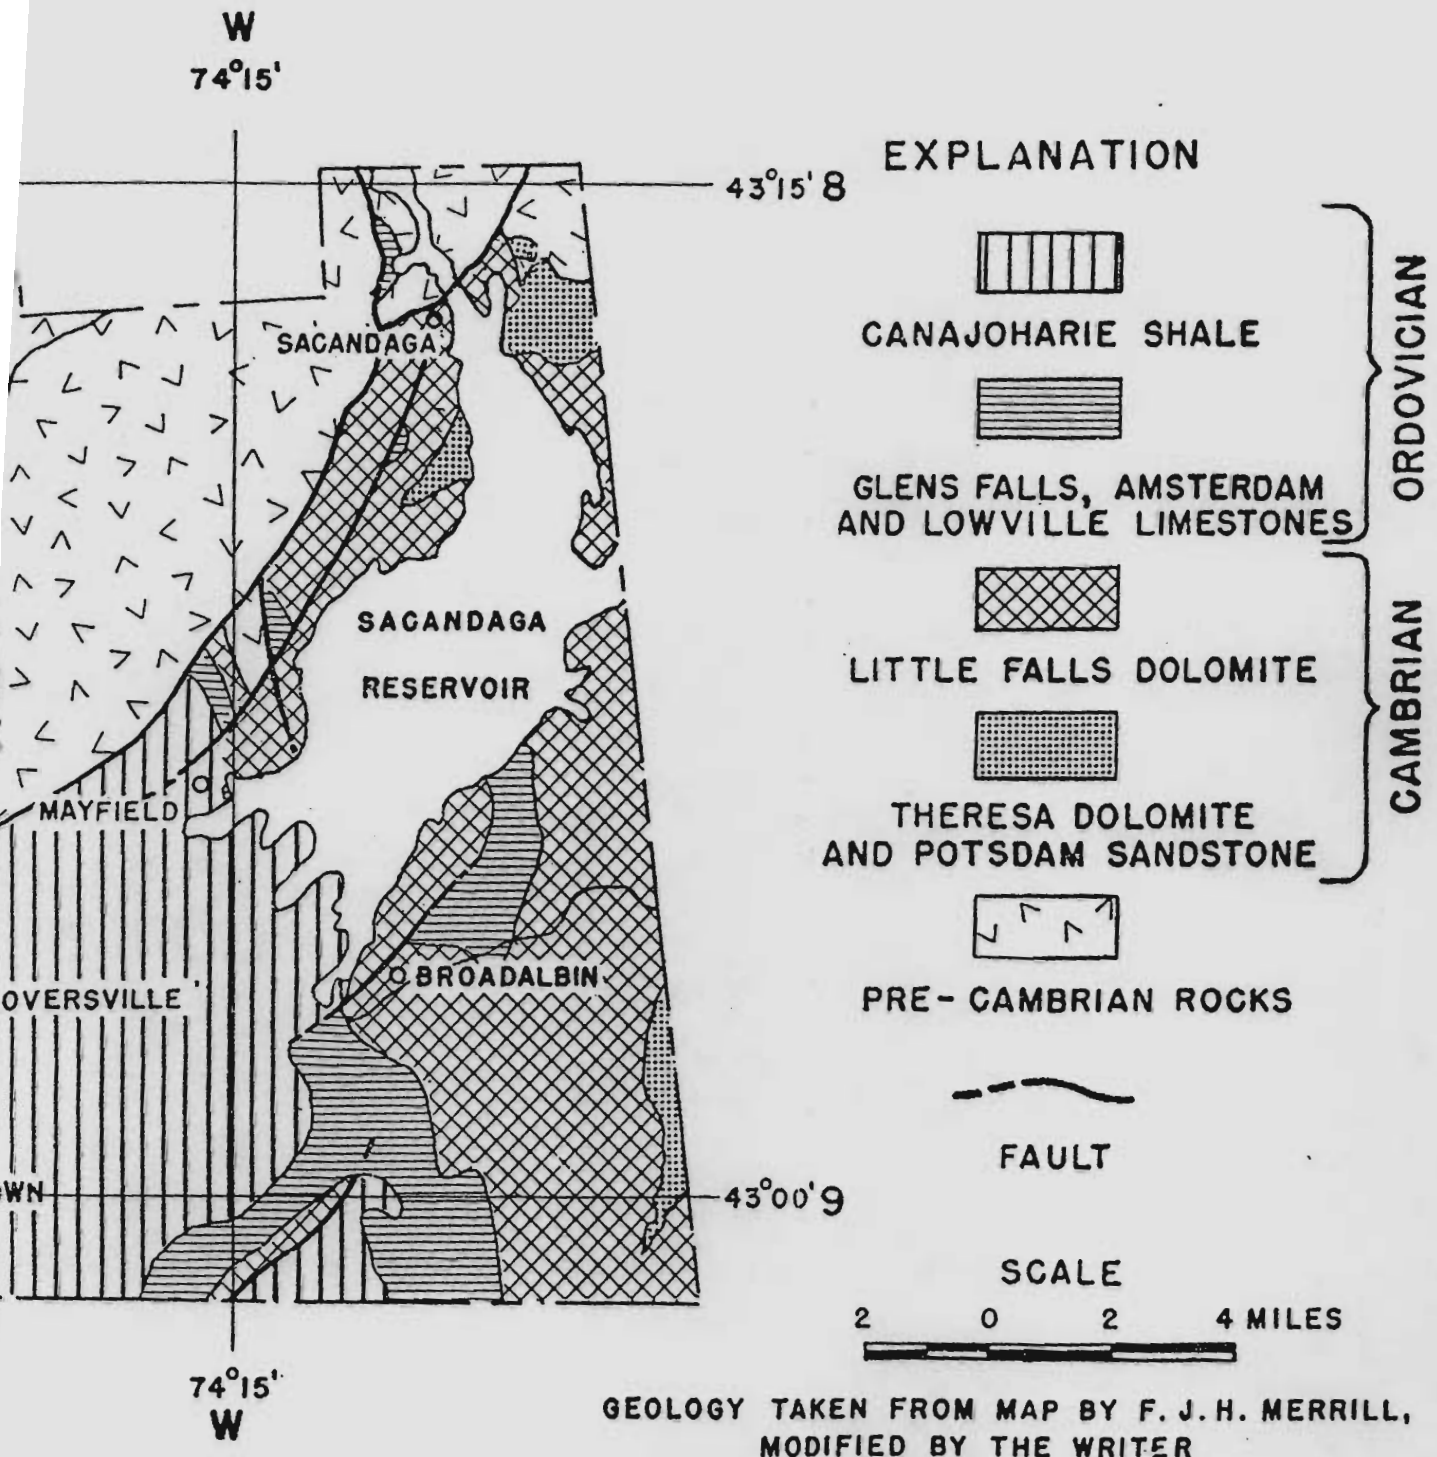 W
74°15'
EXPLANATION
43°15' 8
CANAJOHARIE SHALE
SACANDAGA
GLENS FALLS, AMSTERDAM
AND LOWVILLE LIMESTONES
ORDOVICIAN
SACANDAGA
RESERVOIR
LITTLE FALLS DOLOMITE
CAMBRIAN
MAYFIELD
THERESA DOLOMITE
AND POTSDAM SANDSTONE
BROADALBIN
OVERSVILLE
PRE-CAMBRIAN ROCKS
FAULT
OWN
43°00' 9
SCALE
2 0 2 4 MILES
74°15'
W
GEOLOGY TAKEN FROM MAP BY F. J. H. MERRILL,
MODIFIED BY THE WRITER